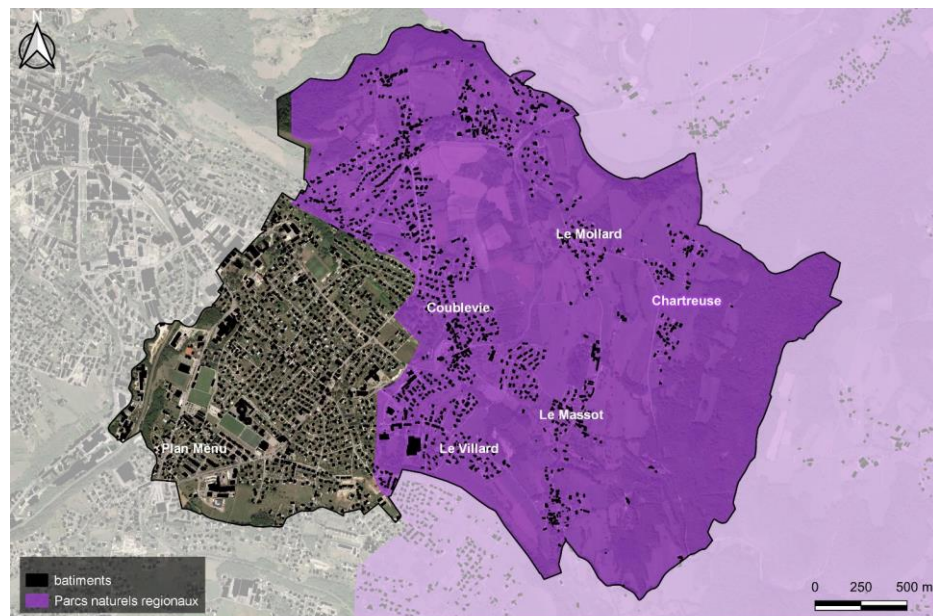 N
Le Mollard
Chartreuse
Coublevie
Le Massot
Plan Menu
Le Villard
batiments
Parcs naturels regionaux
0 250 500 m